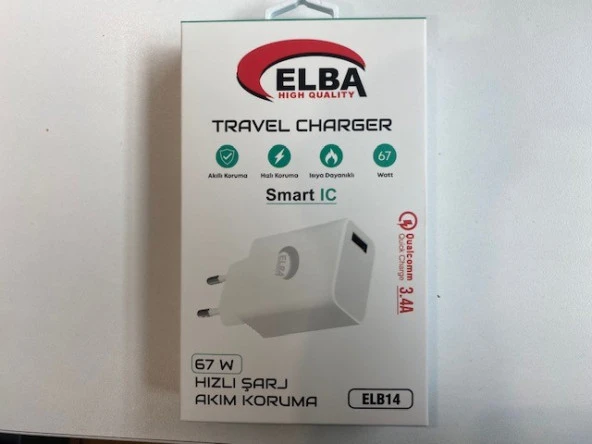 ELBA
HIGH QUALITY
TRAVEL CHARGER
67
Akıllı Koruma
Hızlı Koruma
Isıya Dayanıklı
Watt
Smart IC
ELBA
Qualcomm
Quick Charge
3.4A
67 W
HIZLI ŞARJ
AKIM KORUMA
ELB14